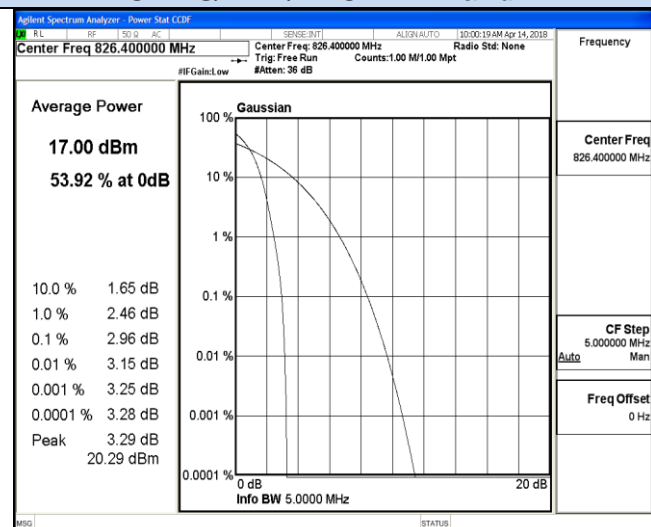 Agilent Spectrum Analyzer - Power Stat CCDF
RL RF 50 Ω AC SENSE:INT ALIGN AUTO 10:00:19 AM Apr 14, 2018
Center Freq 826.400000 MHz
Center Freq: 826.400000 MHz Radio Std: None
Trig: Free Run Counts:1.00 M/1.00 Mpt
#IFGain:Low #Atten: 36 dB
Frequency
Average Power
17.00 dBm
53.92 % at 0dB
10.0 % 1.65 dB
1.0 % 2.46 dB
0.1 % 2.96 dB
0.01 % 3.15 dB
0.001 % 3.25 dB
0.0001 % 3.28 dB
Peak 3.29 dB
20.29 dBm
Gaussian
100 %
10 %
1 %
0.1 %
0.01 %
0.001 %
0.0001 %
0 dB 20 dB
Info BW 5.0000 MHz
Center Freq
826.400000 MHz
CF Step
5.000000 MHz
Auto Man
Freq Offset
0 Hz
MSG STATUS